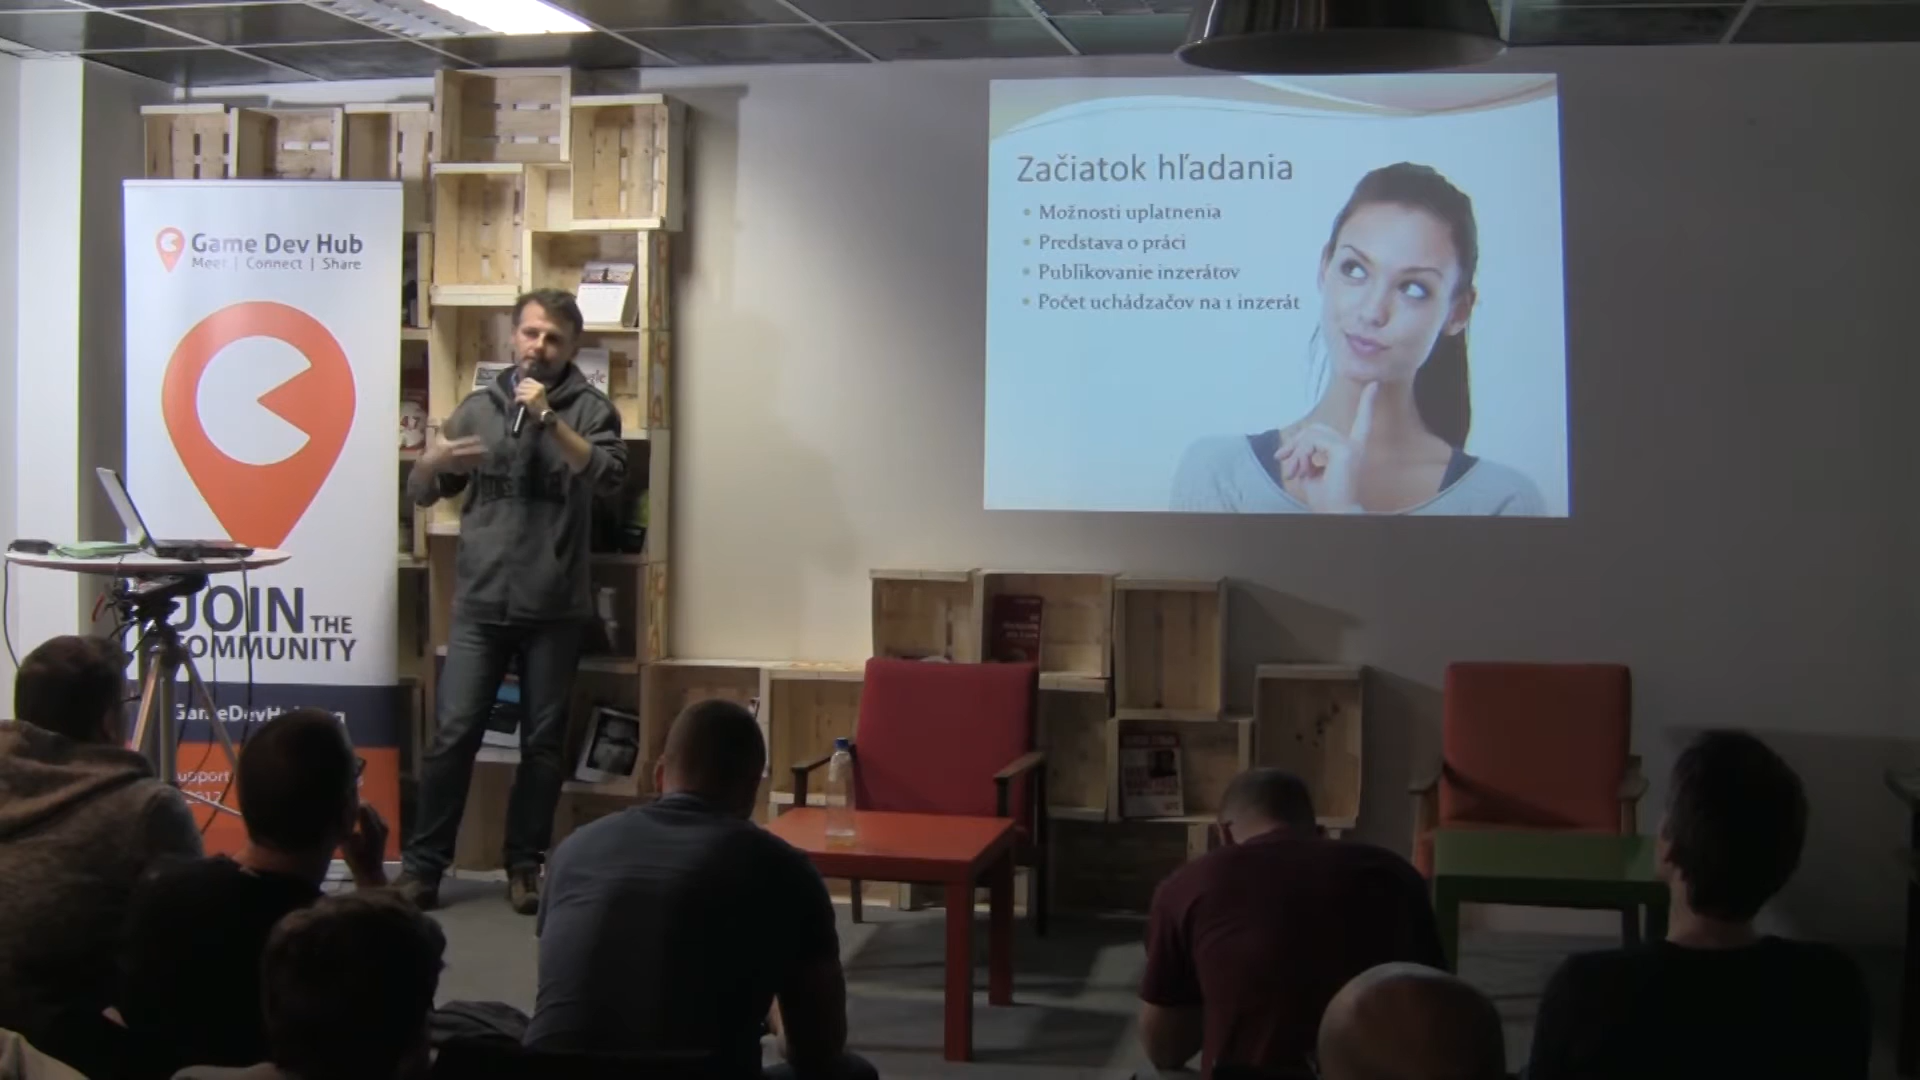 Game Dev Hub
Meet | Connect | Share
JOIN THE
COMMUNITY
Začiatok hľadania
Možnosti uplatnenia
Predstava o práci
Publikovanie inzerátov
Počet uchádzačov na 1 inzerát